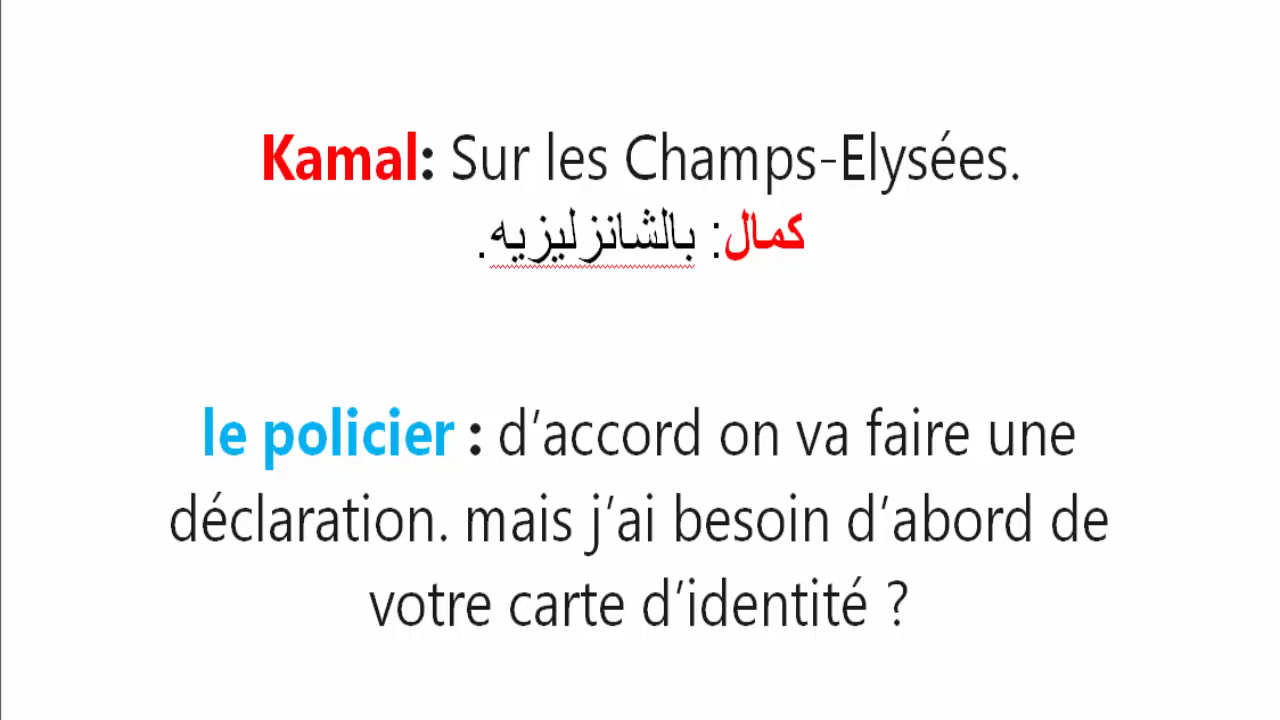 Kamal: Sur les Champs-Elysées.
كمال: بالشانزليزيه.
le policier : d’accord on va faire une
déclaration. mais j’ai besoin d’abord de
votre carte d’identité ?